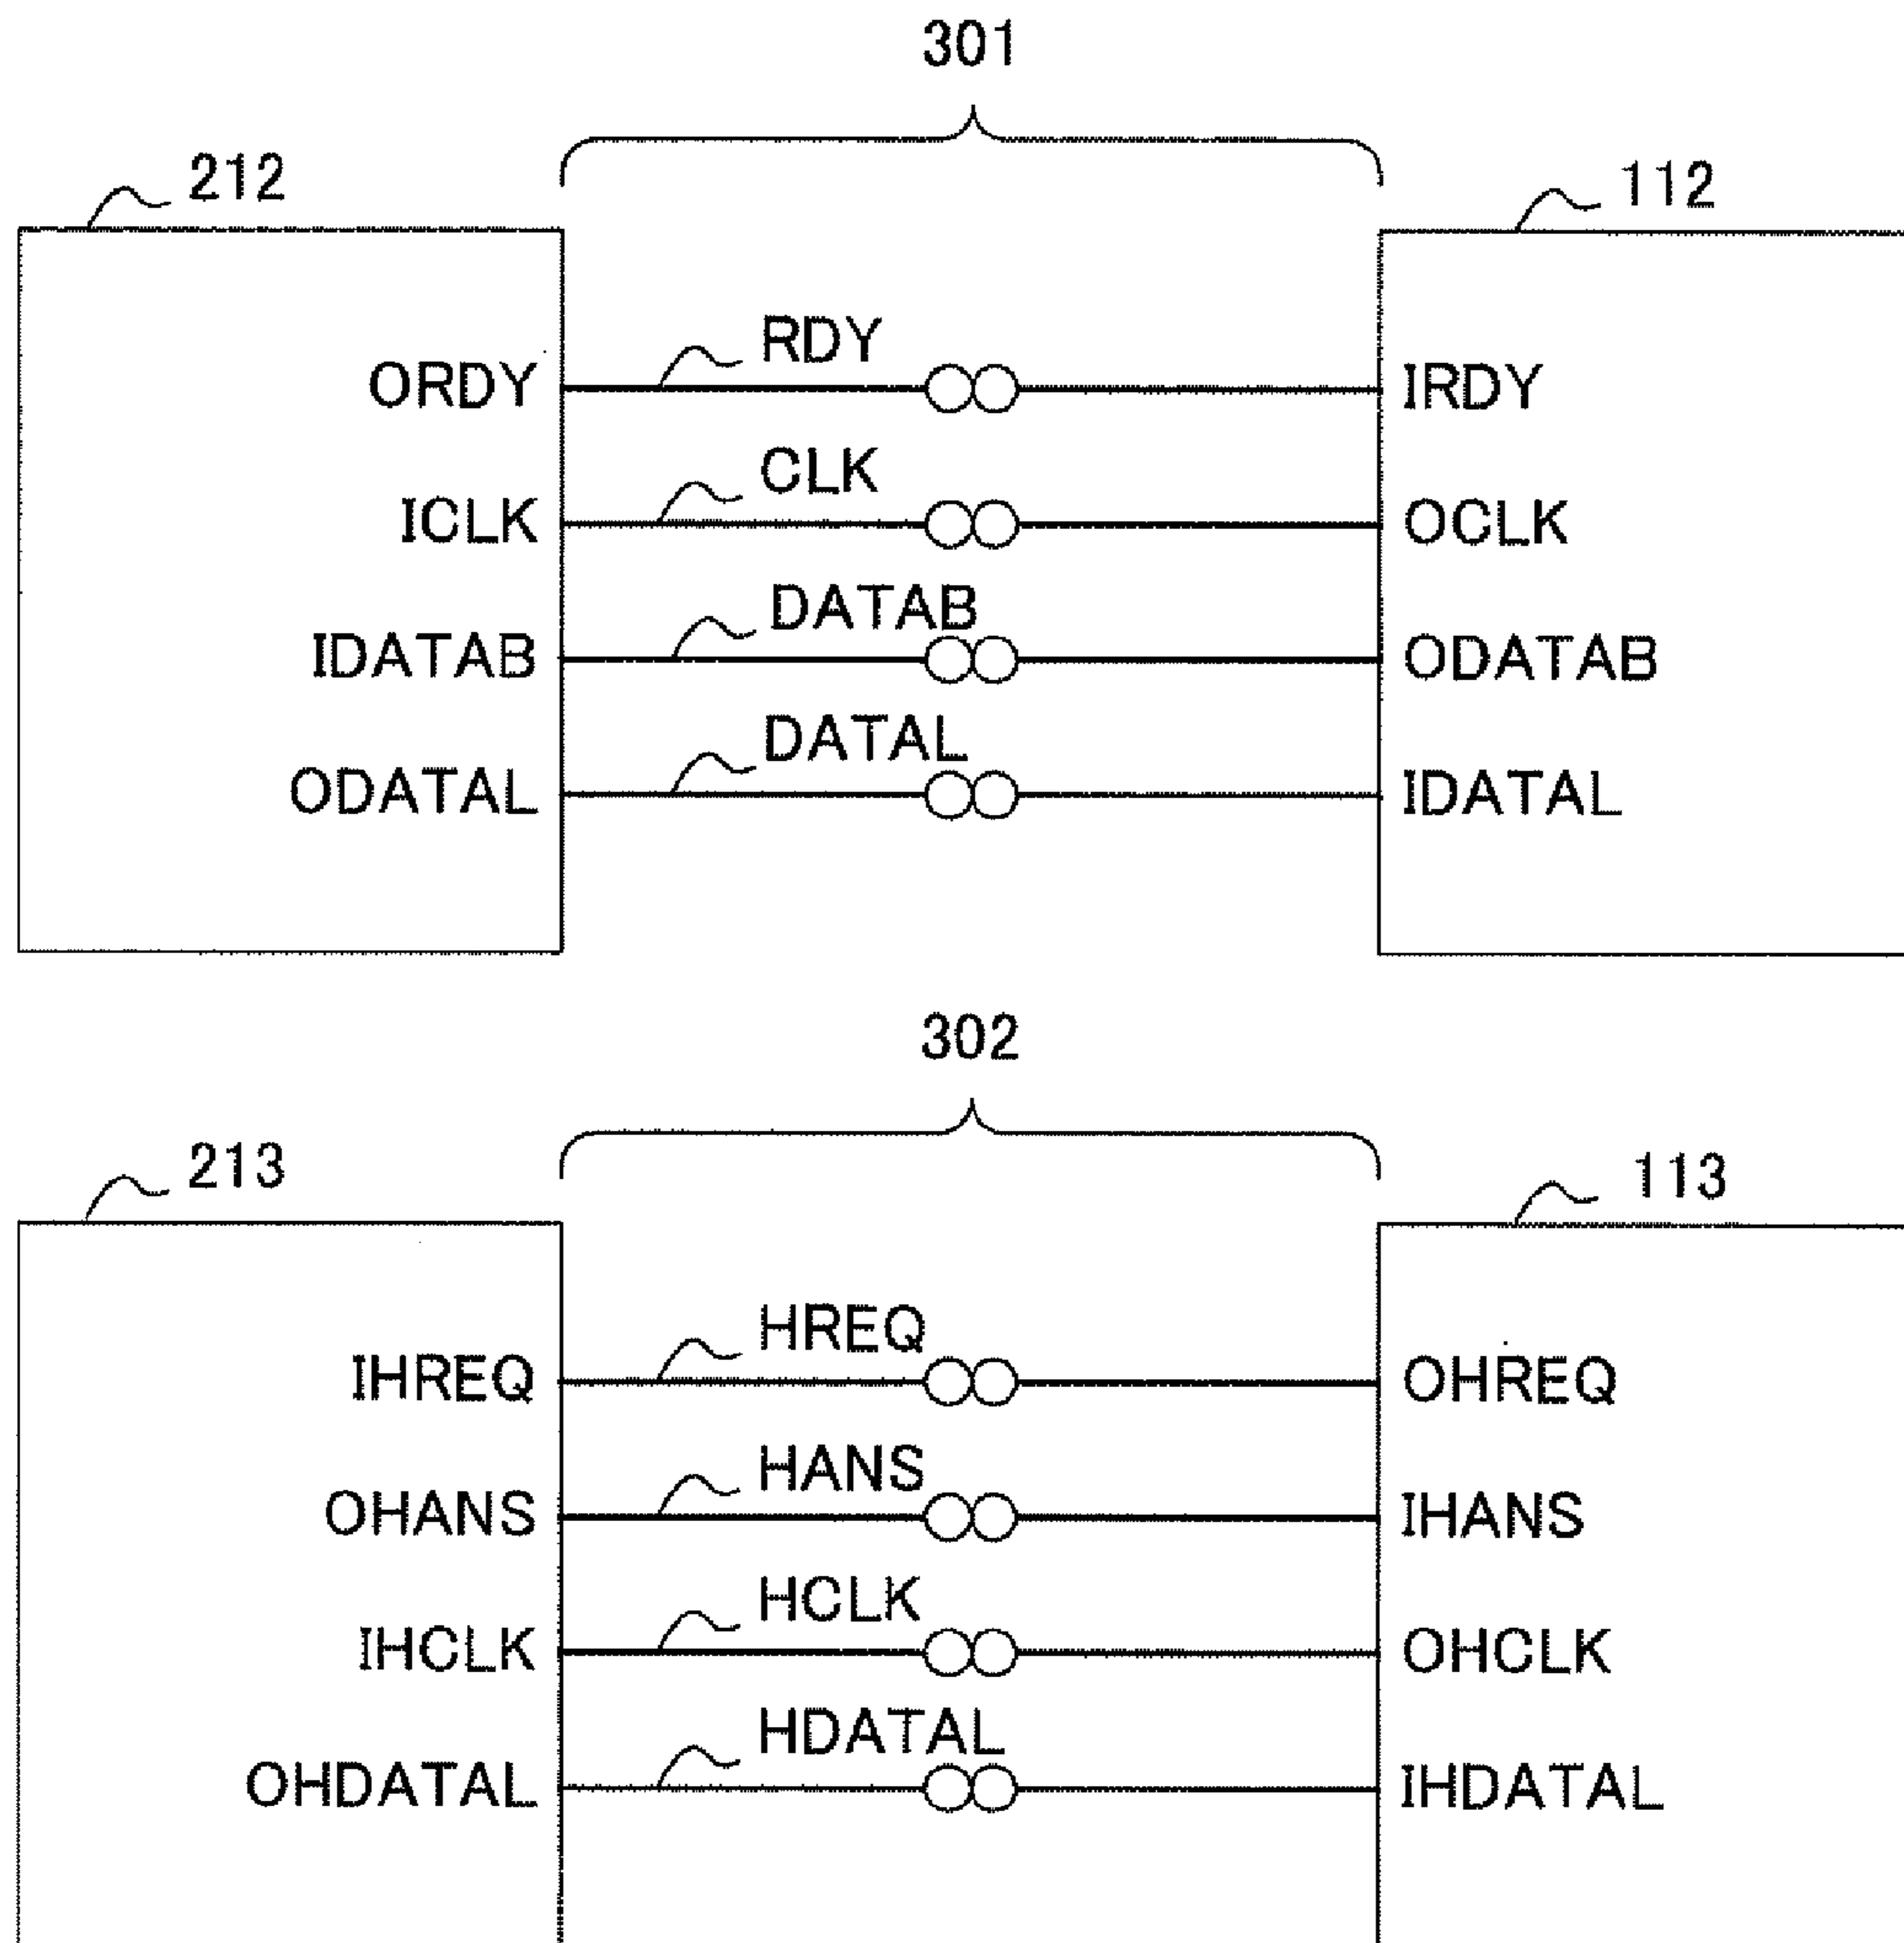 301
212
112
RDY
ORDY
IRDY
CLK
ICLK
OCLK
DATAB
IDATAB
ODATAB
DATAL
ODATAL
IDATAL
302
213
113
HREQ
IHREQ
OHREQ
HANS
OHANS
IHANS
HCLK
IHCLK
OHCLK
HDATAL
OHDATAL
IHDATAL